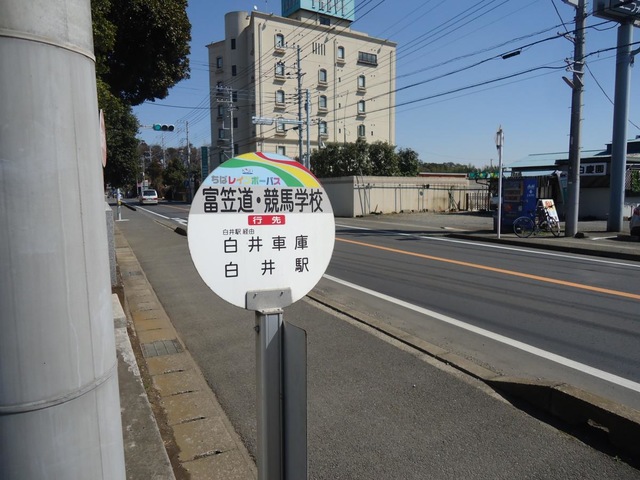 ちばレインボーバス
富笠道・競馬学校
行先
白井駅 経由
白井車庫
白井駅